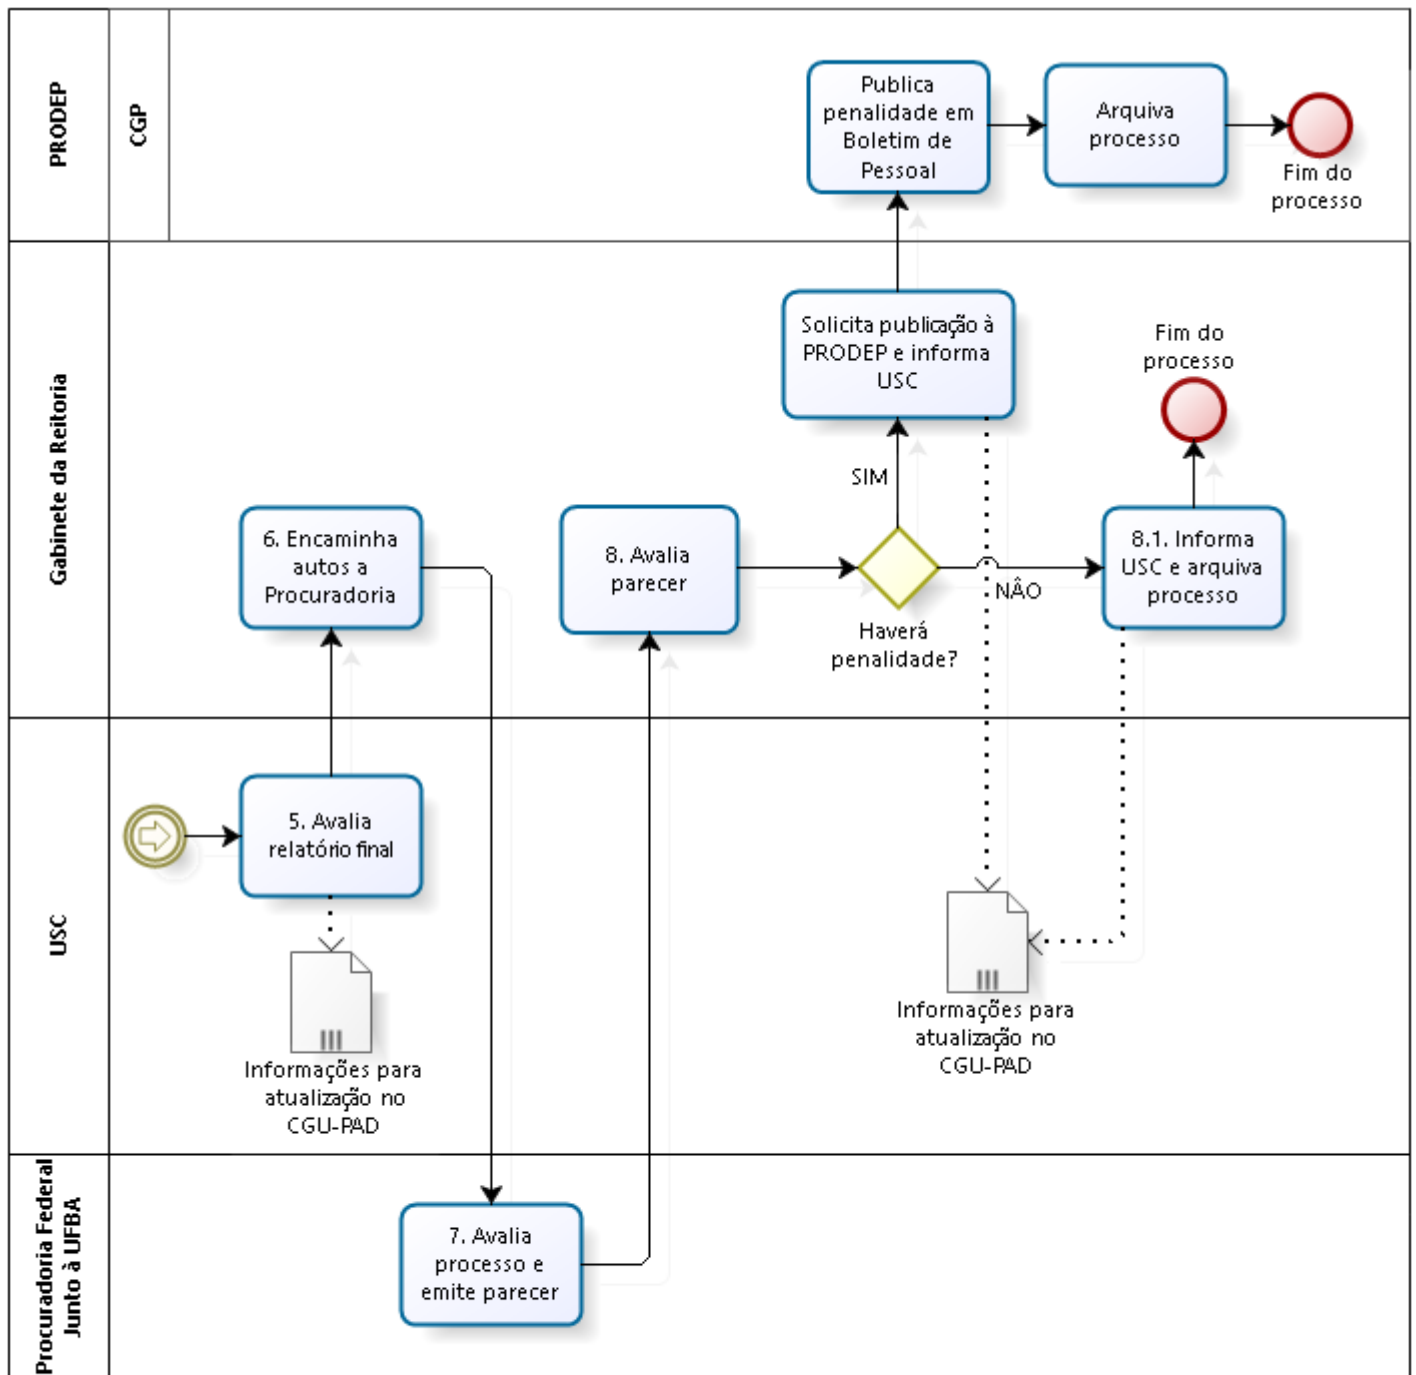 PRODEP
CGP
Publica
penalidade em
Boletim de
Pessoal
Arquiva
processo
Fim do
processo
Gabinete da Reitoria
Solicita publicação à
PRODEP e informa
USC
Fim do
processo
SIM
6. Encaminha
autos a
Procuradoria
8. Avalia
parecer
Haverá
penalidade?
NÂO
8.1. Informa
USC e arquiva
processo
USC
5. Avalia
relatório final
Informações para
atualização no
CGU-PAD
Informações para
atualização no
CGU-PAD
Procuradoria Federal
Junto à UFBA
7. Avalia
processo e
emite parecer